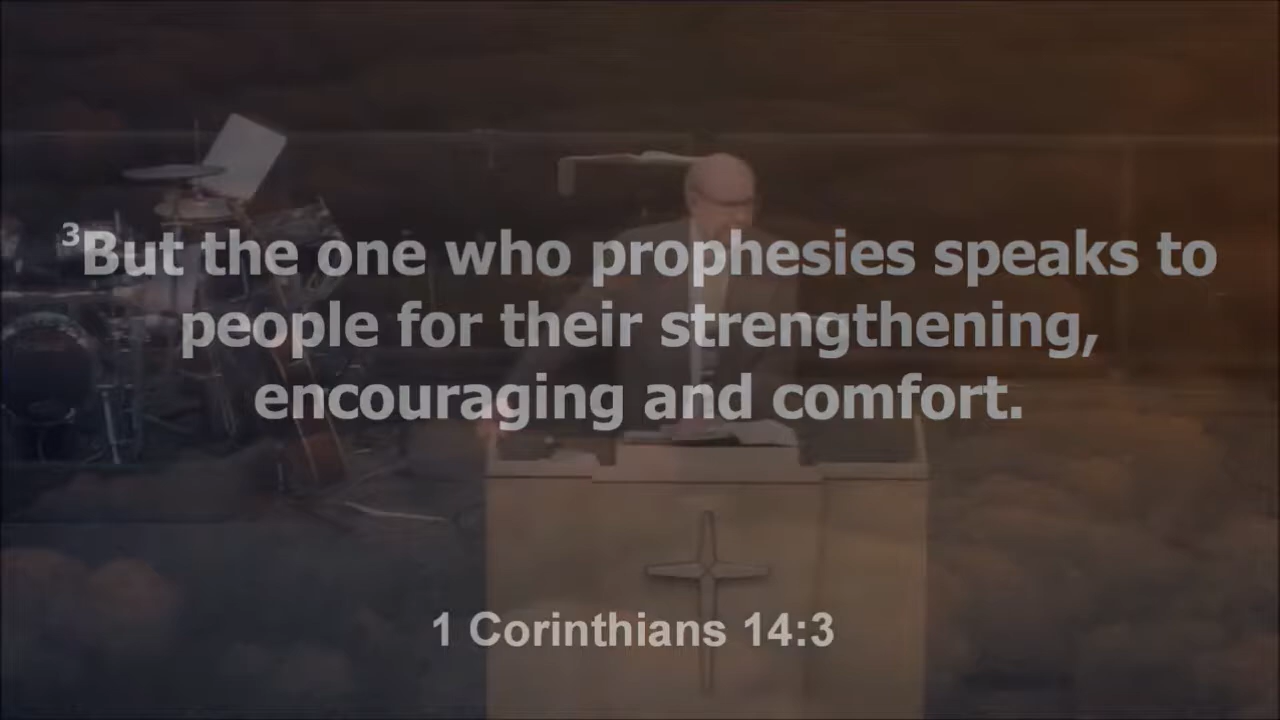 ³But the one who prophesies speaks to
people for their strengthening,
encouraging and comfort.
1 Corinthians 14:3